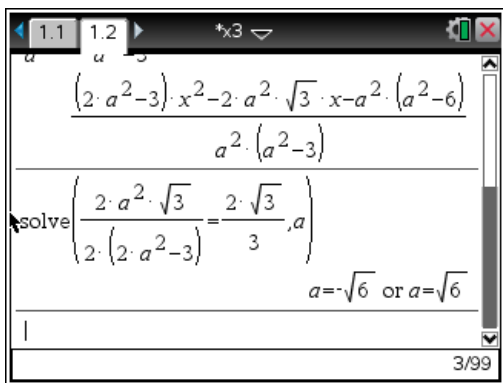 1.1 1.2 *x3
a a -3
(2·a²-3)·x²-2·a²·√3·x-a²·(a²-6)
a²·(a²-3)
solve(2·a²·√3/2·(2·a²-3)=2·√3/3,a)
a=-√6 or a=√6
3/99